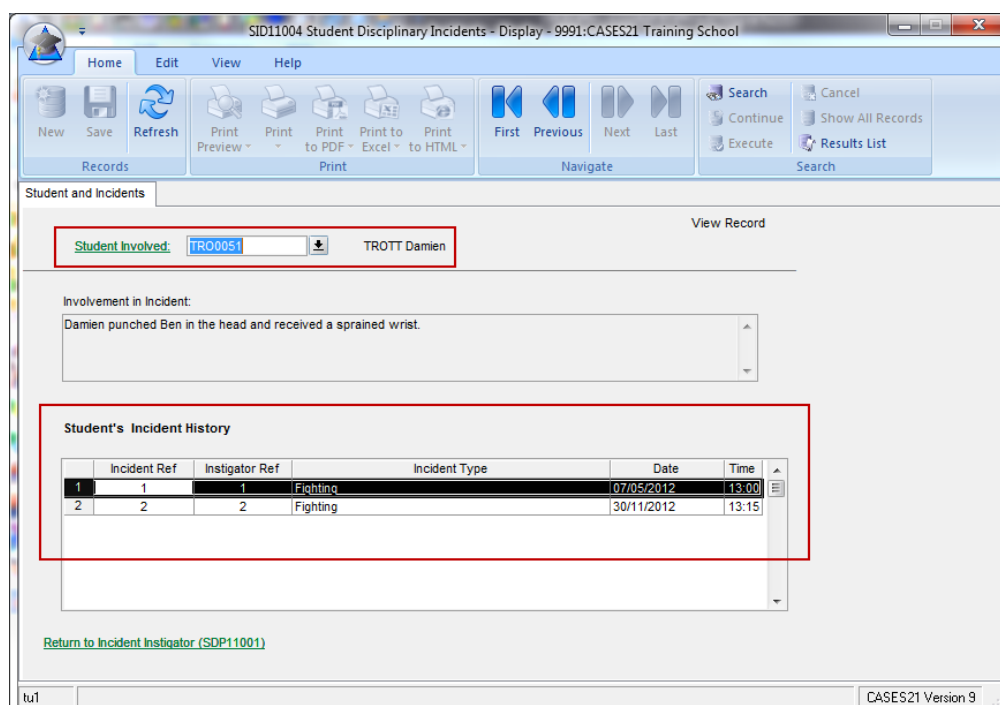 SID11004 Student Disciplinary Incidents - Display - 9991:CASES21 Training School
Home Edit View Help
New Save Refresh Print Preview Print Print to PDF Print to Excel Print to HTML First Previous Next Last Search Cancel
Continue Show All Records
Execute Results List
Records Print Navigate Search
Student and Incidents
View Record
Student Involved: TRO0051 TROTT Damien
Involvement in Incident:
Damien punched Ben in the head and received a sprained wrist.
Student's Incident History
Incident Ref Instigator Ref Incident Type Date Time
1 1 1 Fighting 07/05/2012 13:00
2 2 2 Fighting 30/11/2012 13:15
Return to Incident Instigator (SDP11001)
tu1 CASES21 Version 9